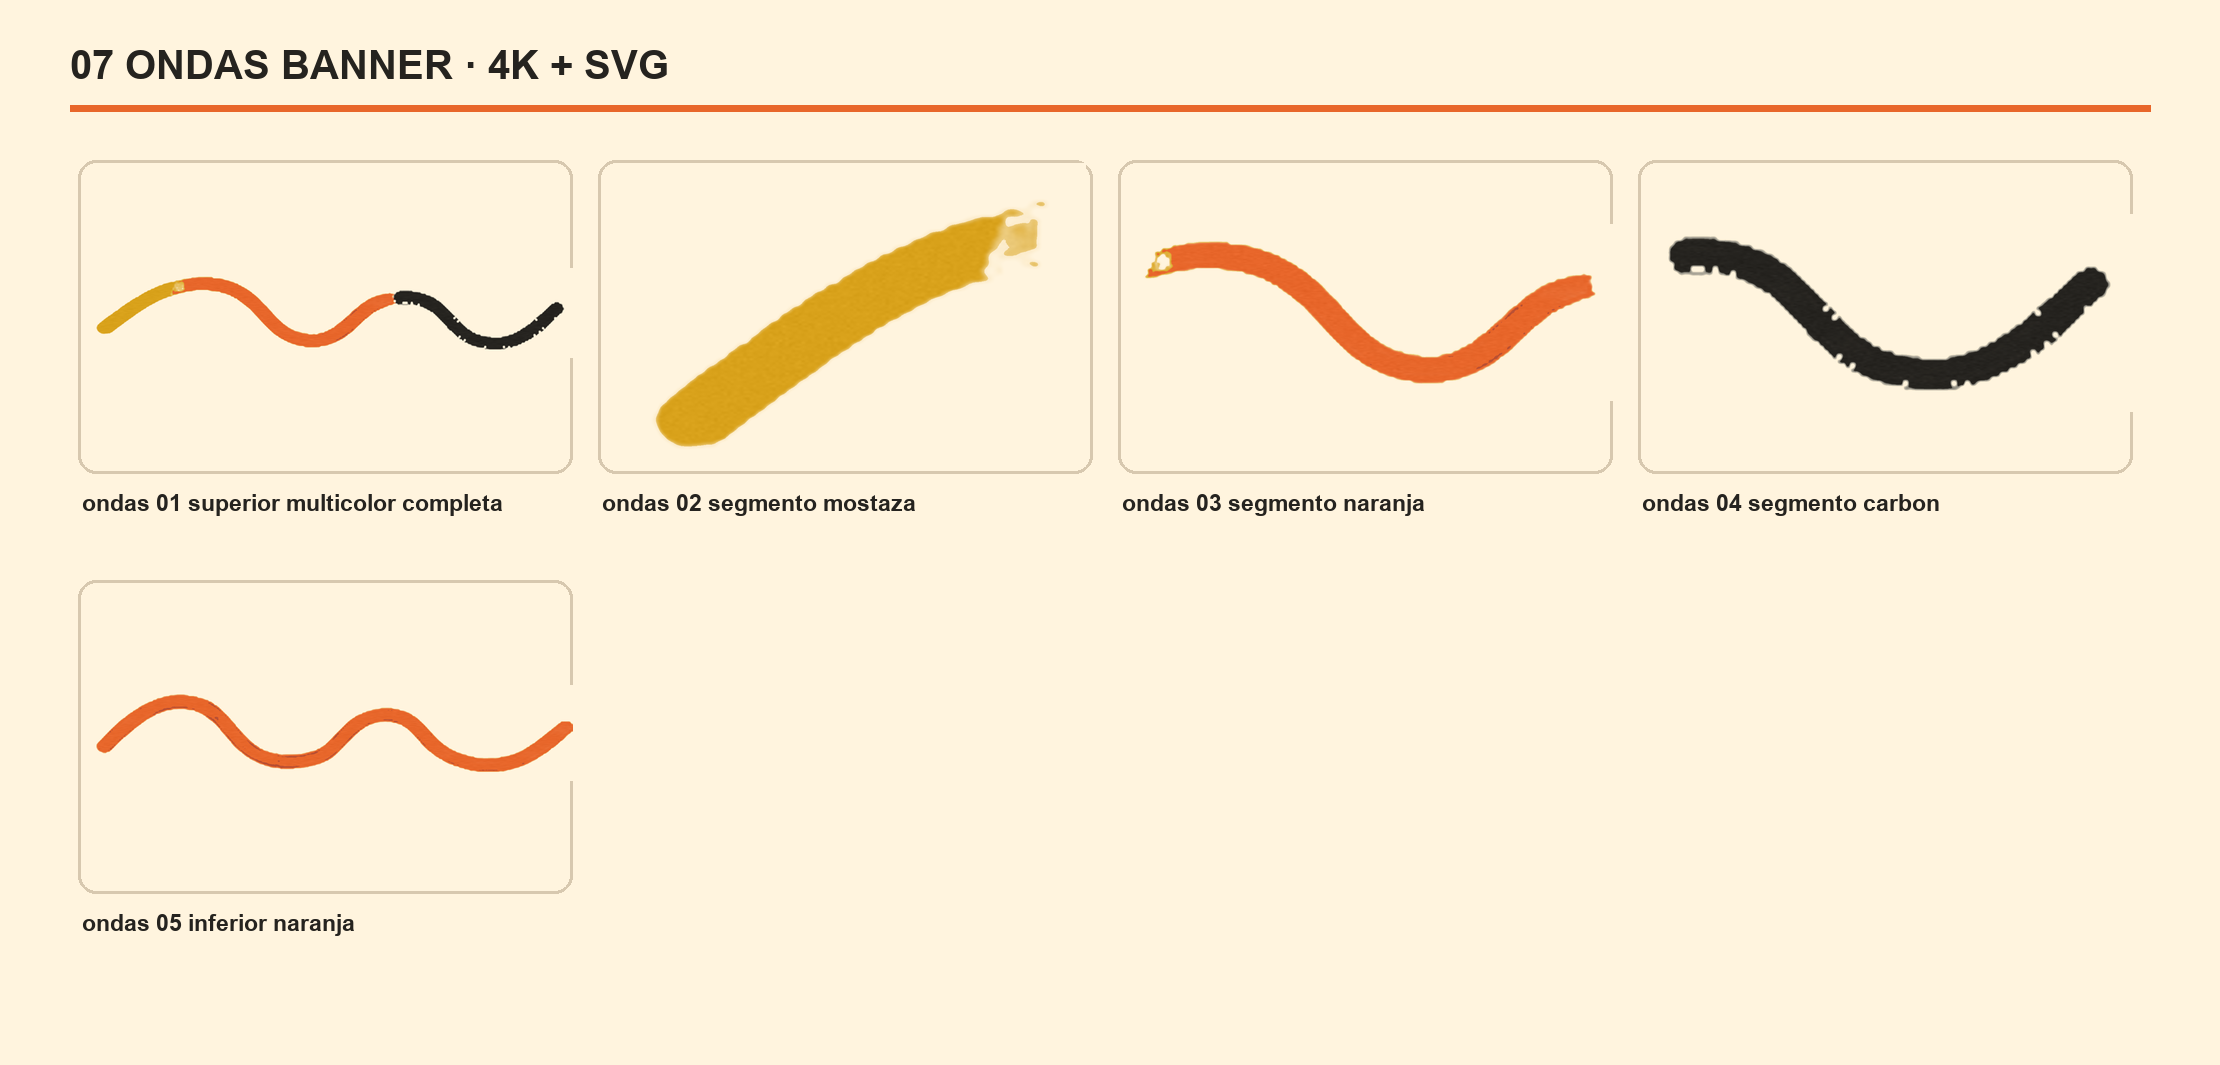 07 ONDAS BANNER · 4K + SVG
ondas 01 superior multicolor completa
ondas 02 segmento mostaza
ondas 03 segmento naranja
ondas 04 segmento carbon
ondas 05 inferior naranja